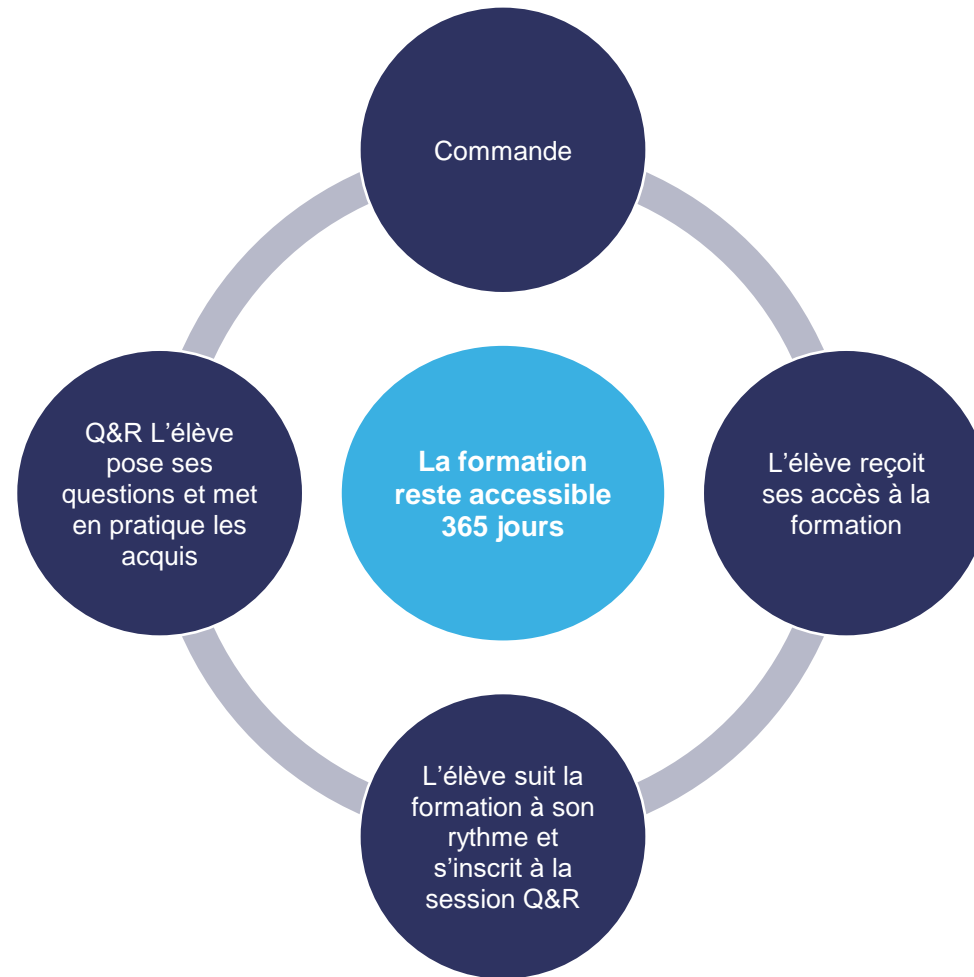 Commande
Q&R L’élève
pose ses
questions et met
en pratique les
acquis
La formation
reste accessible
365 jours
L’élève reçoit
ses accès à la
formation
L’élève suit la
formation à son
rythme et
s’inscrit à la
session Q&R